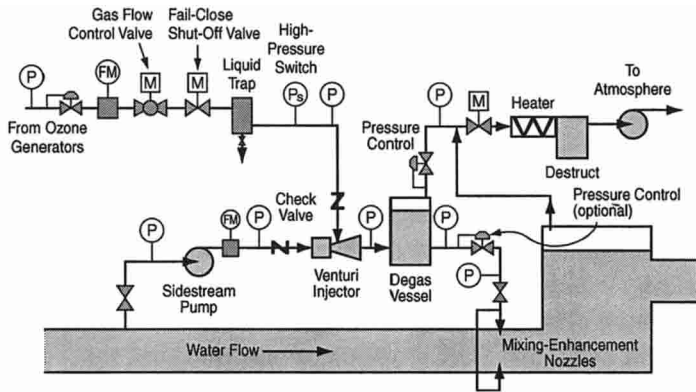 Gas Flow
Control Valve
Fail-Close
Shut-Off Valve
High-
Pressure
Switch
Liquid
Trap
P
FM
M
M
Ps
P
From Ozone
Generators
P
M
Heater
To
Atmosphere
Destruct
Pressure
Control
Pressure Control
(optional)
Check
Valve
P
FM
P
P
P
Sidestream
Pump
Venturi
Injector
Degas
Vessel
P
Water Flow
Mixing-Enhancement
Nozzles